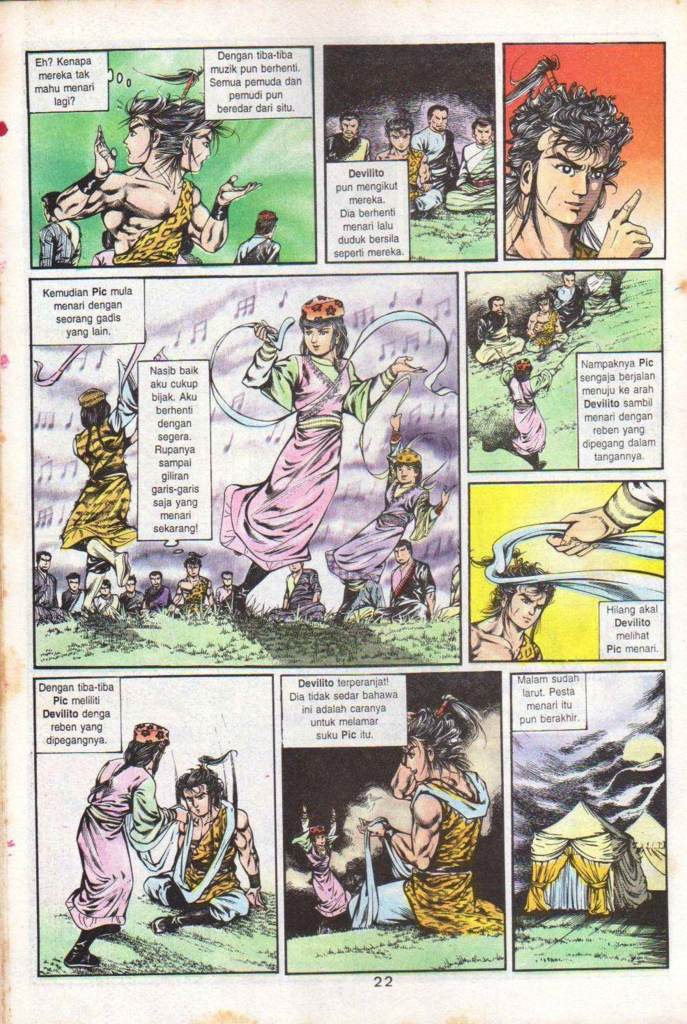 Eh? Kenapa
mereka tak
mahu menari
lagi?
Dengan tiba-tiba
muzik pun berhenti.
Semua pemuda dan
pemudi pun
beredar dari situ.
Devilito
pun mengikut
mereka.
Dia berhenti
menari lalu
duduk bersila
seperti mereka.
Kemudian Pic mula
menari dengan
seorang gadis
yang lain.
Nasib baik
aku cukup
bijak. Aku
berhenti
dengan
segera.
Rupanya
sampai
giliran
garis-garis
saja yang
menari
sekarang!
Nampaknya Pic
sengaja berjalan
menuju ke arah
Devilito sambil
menari dengan
reben yang
dipegang dalam
tangannya.
Hilang akal
Devilito
melihat
Pic menari.
Dengan tiba-tiba
Pic meliliti
Devilito denga
reben yang
dipegangnya.
Devilito terperanjat!
Dia tidak sedar bahawa
ini adalah caranya
untuk melamar
suku Pic itu.
Malam sudah
larut. Pesta
menari itu
pun berakhir.
22